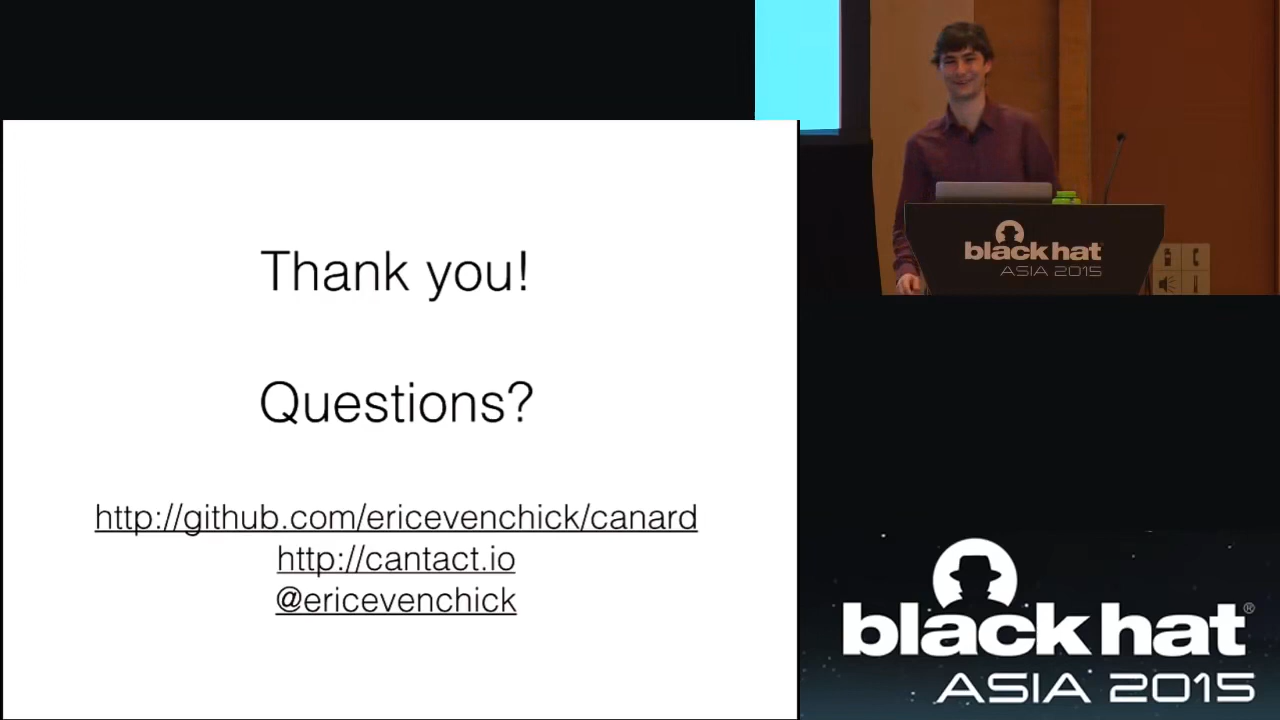 Thank you!
Questions?
http://github.com/ericevenchick/canard
http://cantact.io
@ericevenchick
black hat
ASIA 2015
black hat®
ASIA 2015